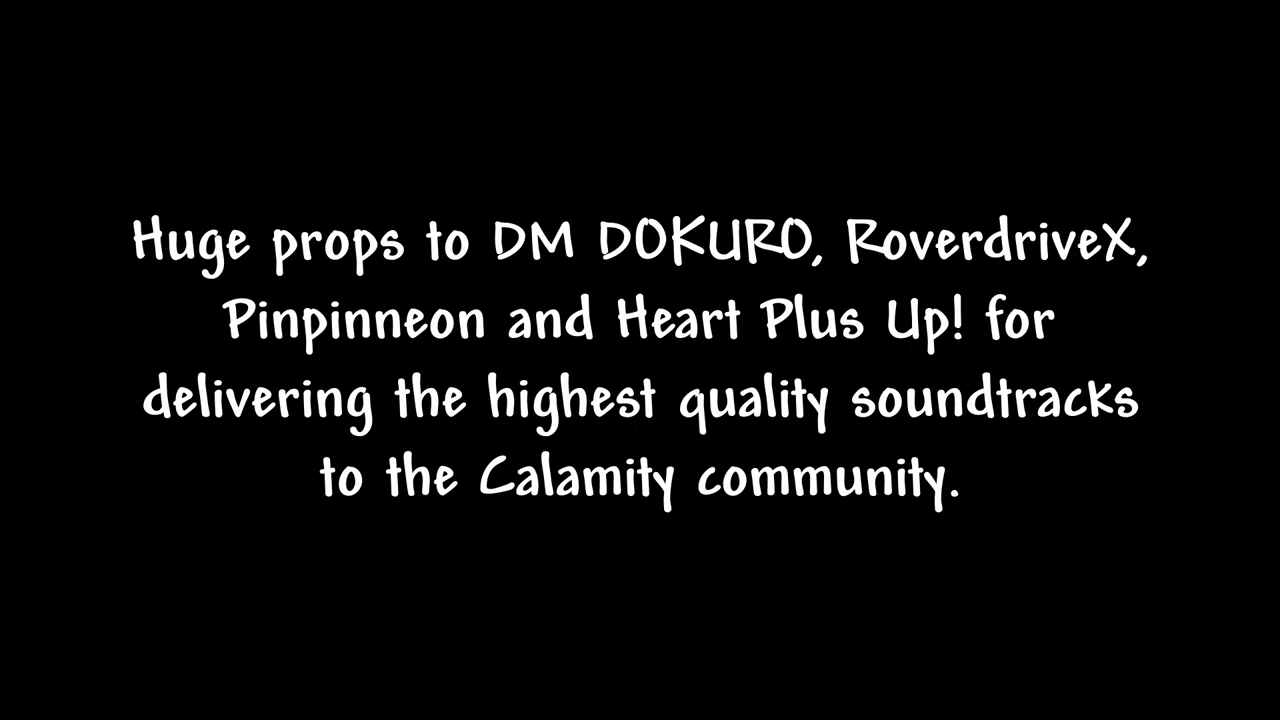 Huge props to DM DOKURO, RoverdriveX,
Pinpinneon and Heart Plus Up! for
delivering the highest quality soundtracks
to the Calamity community.